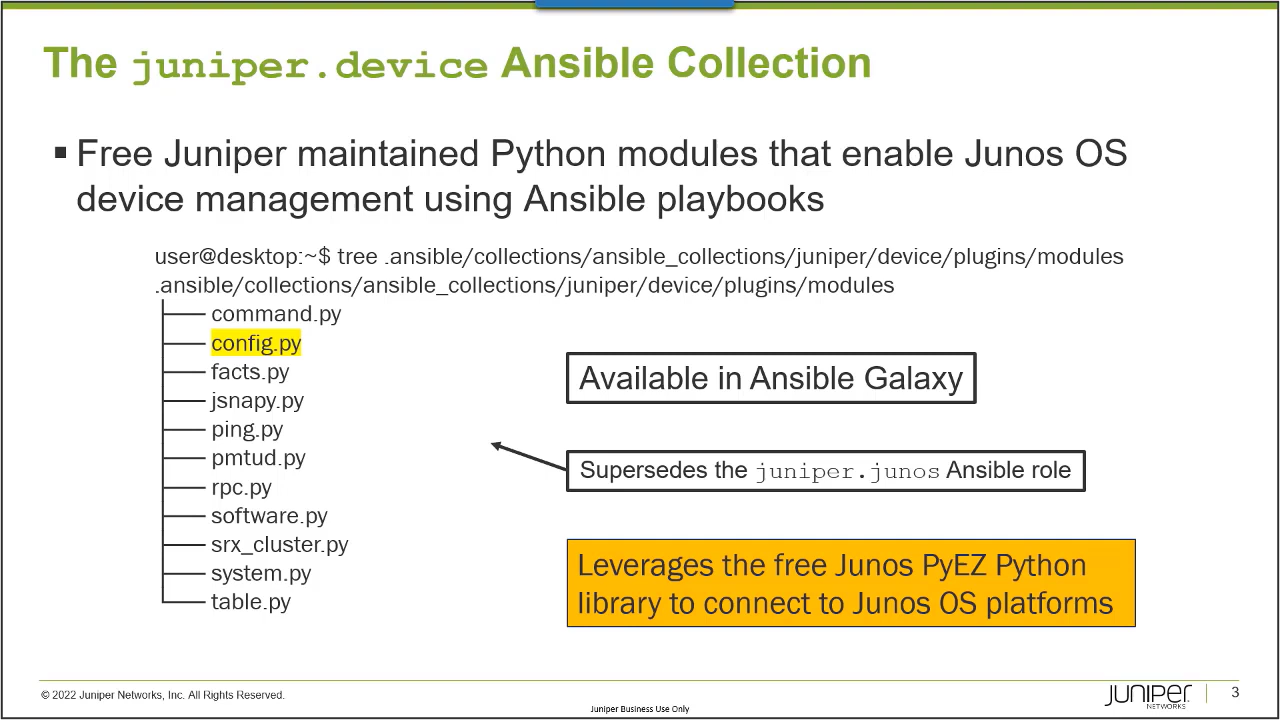 The juniper.device Ansible Collection
Free Juniper maintained Python modules that enable Junos OS
device management using Ansible playbooks
user@desktop:~$ tree .ansible/collections/ansible_collections/juniper/device/plugins/modules
.ansible/collections/ansible_collections/juniper/device/plugins/modules
command.py
config.py
facts.py
jsnapy.py
ping.py
pmtud.py
rpc.py
software.py
srx_cluster.py
system.py
table.py
Available in Ansible Galaxy
Supersedes the juniper.junos Ansible role
Leverages the free Junos PyEZ Python
library to connect to Junos OS platforms
© 2022 Juniper Networks, Inc. All Rights Reserved.
Juniper Business Use Only
JUNIPEr
NETWORKS
3